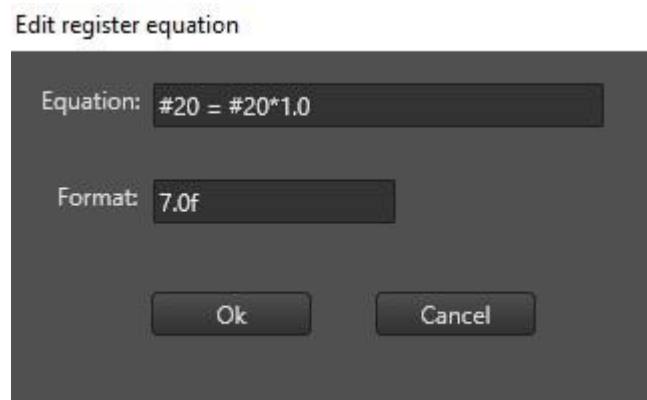 Edit register equation
Equation: #20 = #20*1.0
Format: 7.0f
Ok Cancel